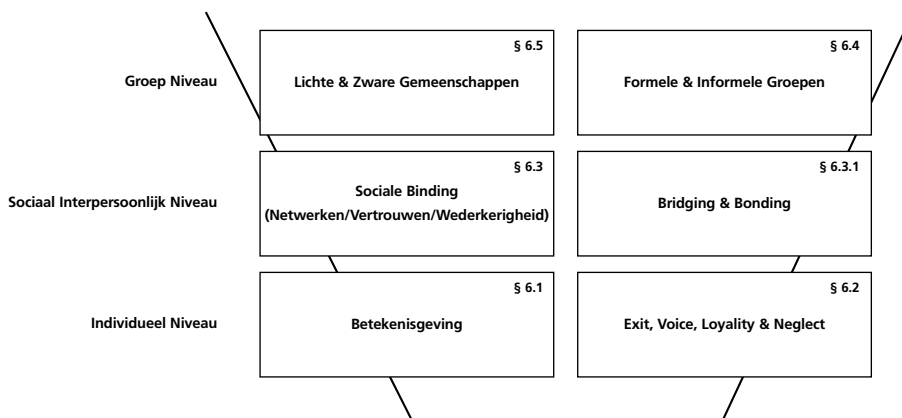 § 6.5
§ 6.4
Groep Niveau
Lichte & Zware Gemeenschappen
Formele & Informele Groepen
§ 6.3
§ 6.3.1
Sociaal Interpersoonlijk Niveau
Sociale Binding
(Netwerken/Vertrouwen/Wederkerigheid)
Bridging & Bonding
§ 6.1
§ 6.2
Individueel Niveau
Betekenisgeving
Exit, Voice, Loyality & Neglect